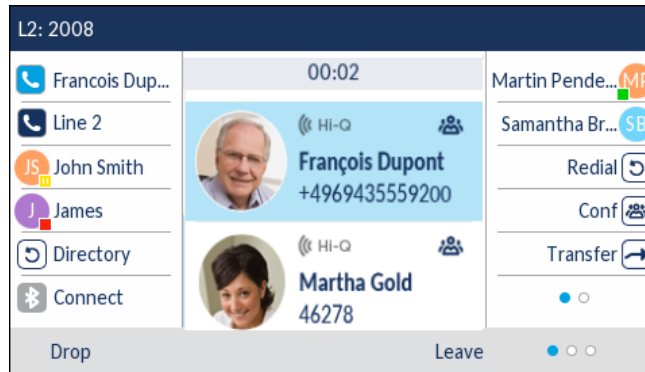 L2: 2008
Francois Dup...
Line 2
JS John Smith
J James
Directory
Connect
00:02
Hi-Q
François Dupont
+4969435559200
Hi-Q
Martha Gold
46278
Martin Pende... MP
Samantha Br... SB
Redial
Conf
Transfer
Drop
Leave